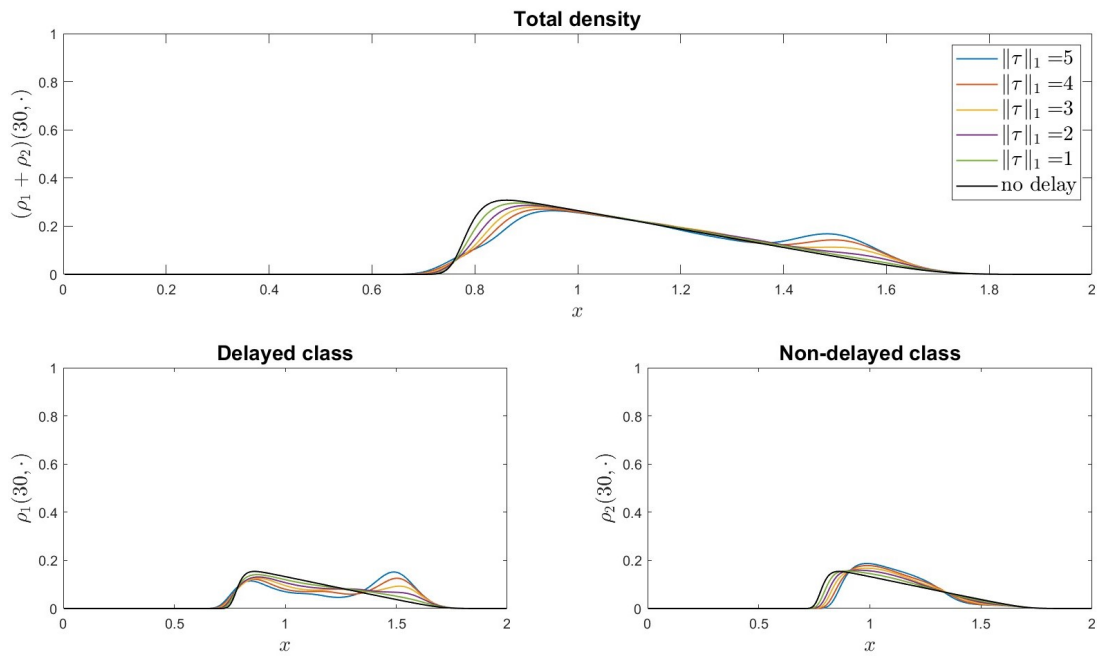 Total density
(ρ₁ + ρ₂)(30, ·)
1
0.8
0.6
0.4
0.2
0
0 0.2 0.4 0.6 0.8 1 1.2 1.4 1.6 1.8 2
x
‖τ‖₁ =5
‖τ‖₁ =4
‖τ‖₁ =3
‖τ‖₁ =2
‖τ‖₁ =1
no delay
Delayed class
ρ₁(30, ·)
1
0.8
0.6
0.4
0.2
0
0 0.5 1 1.5 2
x
Non-delayed class
ρ₂(30, ·)
1
0.8
0.6
0.4
0.2
0
0 0.5 1 1.5 2
x